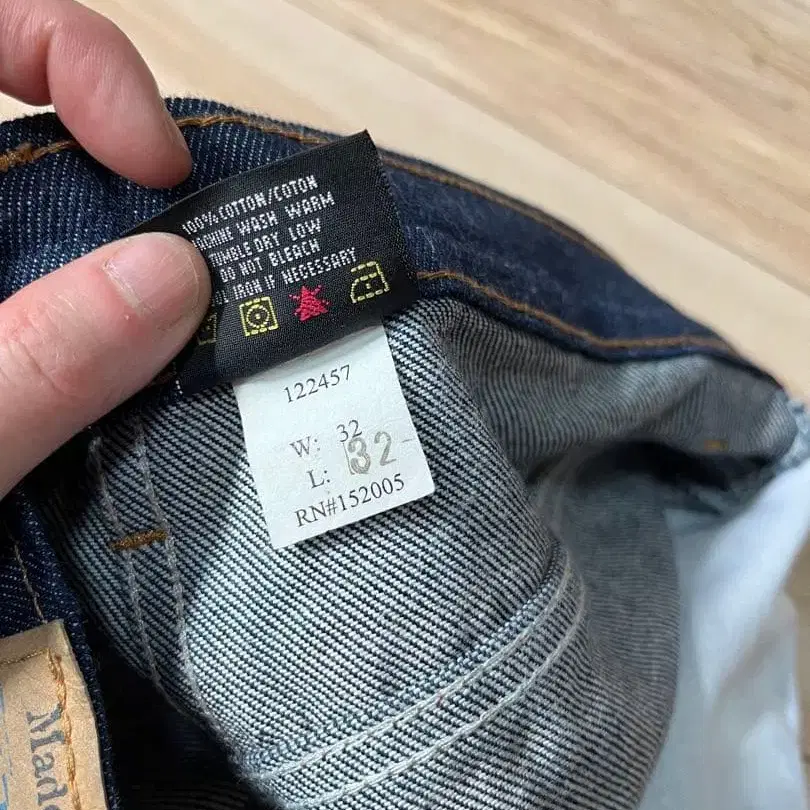 100% COTTON/COTON
MACHINE WASH WARM
TUMBLE DRY LOW
DO NOT BLEACH
IRON IF NECESSARY
122457
W: 32
L: 32
RN#152005
Made